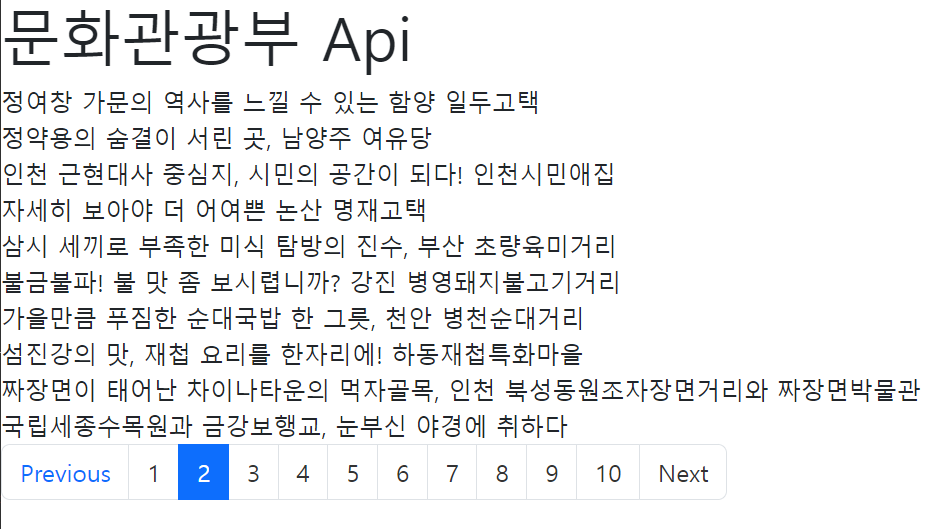 문화관광부 Api
정여창 가문의 역사를 느낄 수 있는 함양 일두고택
정약용의 숨결이 서린 곳, 남양주 여유당
인천 근현대사 중심지, 시민의 공간이 되다! 인천시민애집
자세히 보아야 더 어여쁜 논산 명재고택
삼시 세끼로 부족한 미식 탐방의 진수, 부산 초량육미거리
불금불파! 불 맛 좀 보시렵니까? 강진 병영돼지불고기거리
가을만큼 푸짐한 순대국밥 한 그릇, 천안 병천순대거리
섬진강의 맛, 재첩 요리를 한자리에! 하동재첩특화마을
짜장면이 태어난 차이나타운의 먹자골목, 인천 북성동원조자장면거리와 짜장면박물관
국립세종수목원과 금강보행교, 눈부신 야경에 취하다
Previous 1 2 3 4 5 6 7 8 9 10 Next